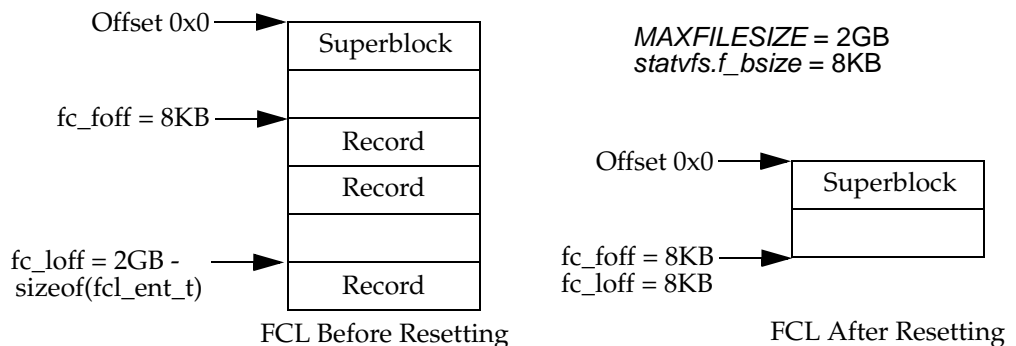 Offset 0x0
Superblock
fc_foff = 8KB
Record
Record
fc_loff = 2GB -
sizeof(fcl_ent_t)
Record
FCL Before Resetting
MAXFILESIZE = 2GB
statvfs.f_bsize = 8KB
Offset 0x0
Superblock
fc_foff = 8KB
fc_loff = 8KB
FCL After Resetting